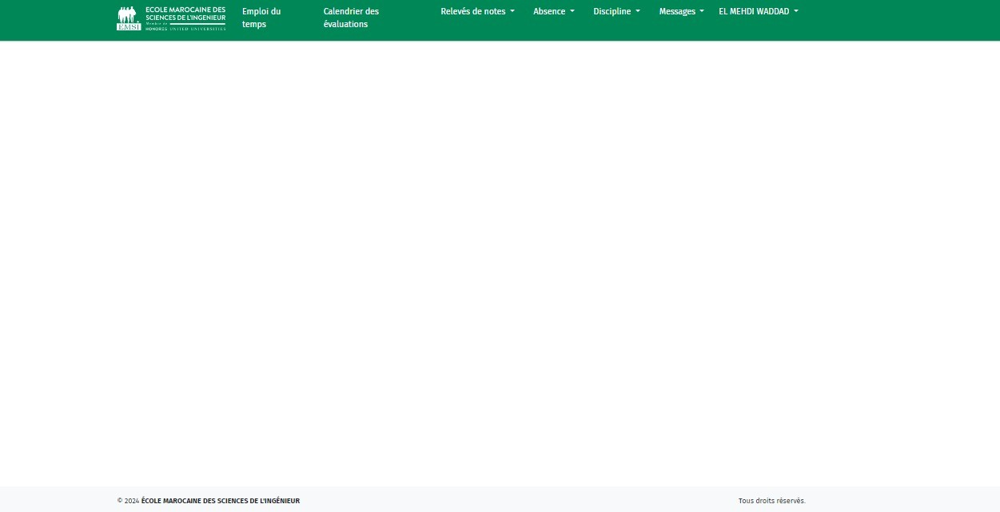 ECOLE MAROCAINE DES
SCIENCES DE L'INGENIEUR
Membre de
HONORIS UNITED UNIVERSITIES
EMSI
Emploi du
temps
Calendrier des
évaluations
Relevés de notes
Absence
Discipline
Messages
EL MEHDI WADDAD
© 2024 ÉCOLE MAROCAINE DES SCIENCES DE L'INGÉNIEUR
Tous droits réservés.